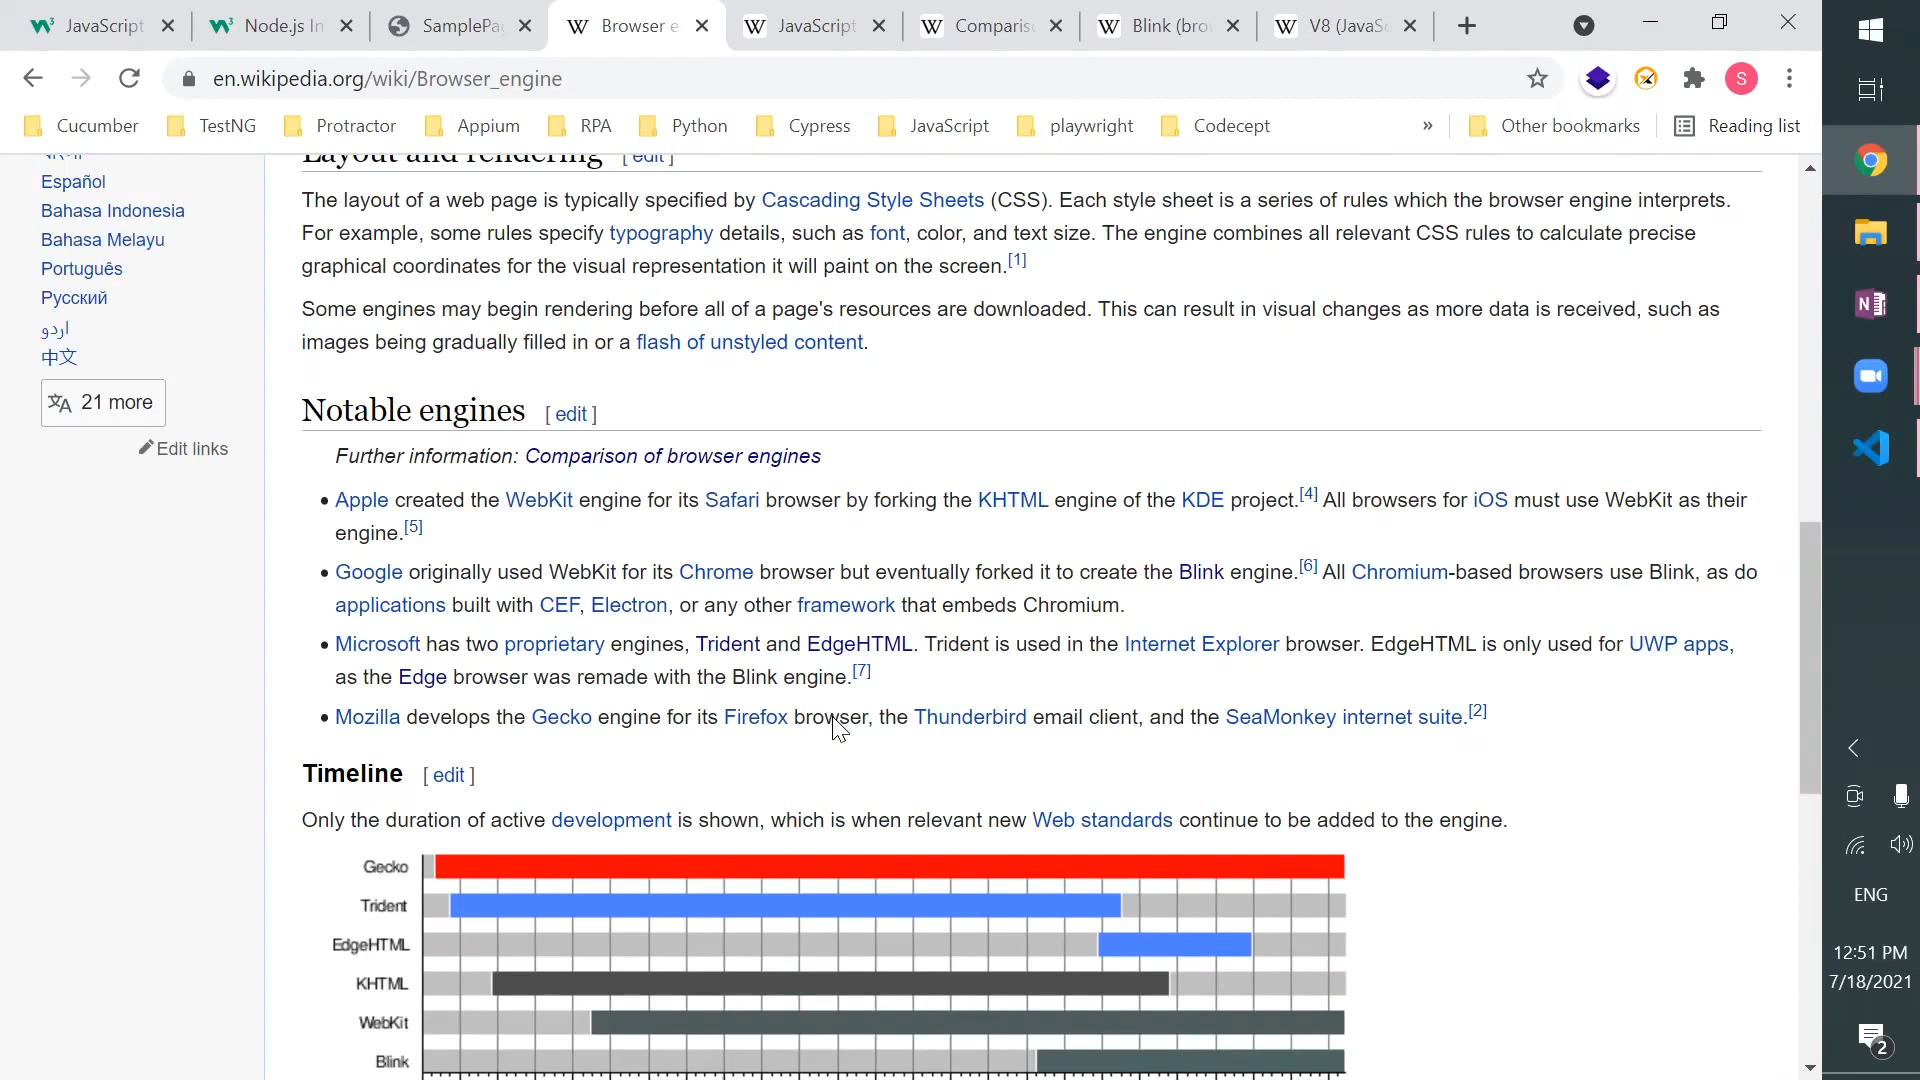 JavaScript
Node.js In
SamplePa
Browser e
JavaScript
Comparis
Blink (bro
V8 (JavaSc
en.wikipedia.org/wiki/Browser_engine
S
Cucumber
TestNG
Protractor
Appium
RPA
Python
Cypress
JavaScript
playwright
Codecept
»
Other bookmarks
Reading list
Español
Bahasa Indonesia
Bahasa Melayu
Português
Русский
اردو
中文
21 more
Edit links
Layout and rendering [ edit ]
The layout of a web page is typically specified by Cascading Style Sheets (CSS). Each style sheet is a series of rules which the browser engine interprets.
For example, some rules specify typography details, such as font, color, and text size. The engine combines all relevant CSS rules to calculate precise
graphical coordinates for the visual representation it will paint on the screen.[1]
Some engines may begin rendering before all of a page's resources are downloaded. This can result in visual changes as more data is received, such as
images being gradually filled in or a flash of unstyled content.
Notable engines [ edit ]
Further information: Comparison of browser engines
• Apple created the WebKit engine for its Safari browser by forking the KHTML engine of the KDE project.[4] All browsers for iOS must use WebKit as their
engine.[5]
• Google originally used WebKit for its Chrome browser but eventually forked it to create the Blink engine.[6] All Chromium-based browsers use Blink, as do
applications built with CEF, Electron, or any other framework that embeds Chromium.
• Microsoft has two proprietary engines, Trident and EdgeHTML. Trident is used in the Internet Explorer browser. EdgeHTML is only used for UWP apps,
as the Edge browser was remade with the Blink engine.[7]
• Mozilla develops the Gecko engine for its Firefox browser, the Thunderbird email client, and the SeaMonkey internet suite.[2]
Timeline [ edit ]
Only the duration of active development is shown, which is when relevant new Web standards continue to be added to the engine.
Gecko
Trident
EdgeHTML
KHTML
WebKit
Blink
ENG
12:51 PM
7/18/2021
2